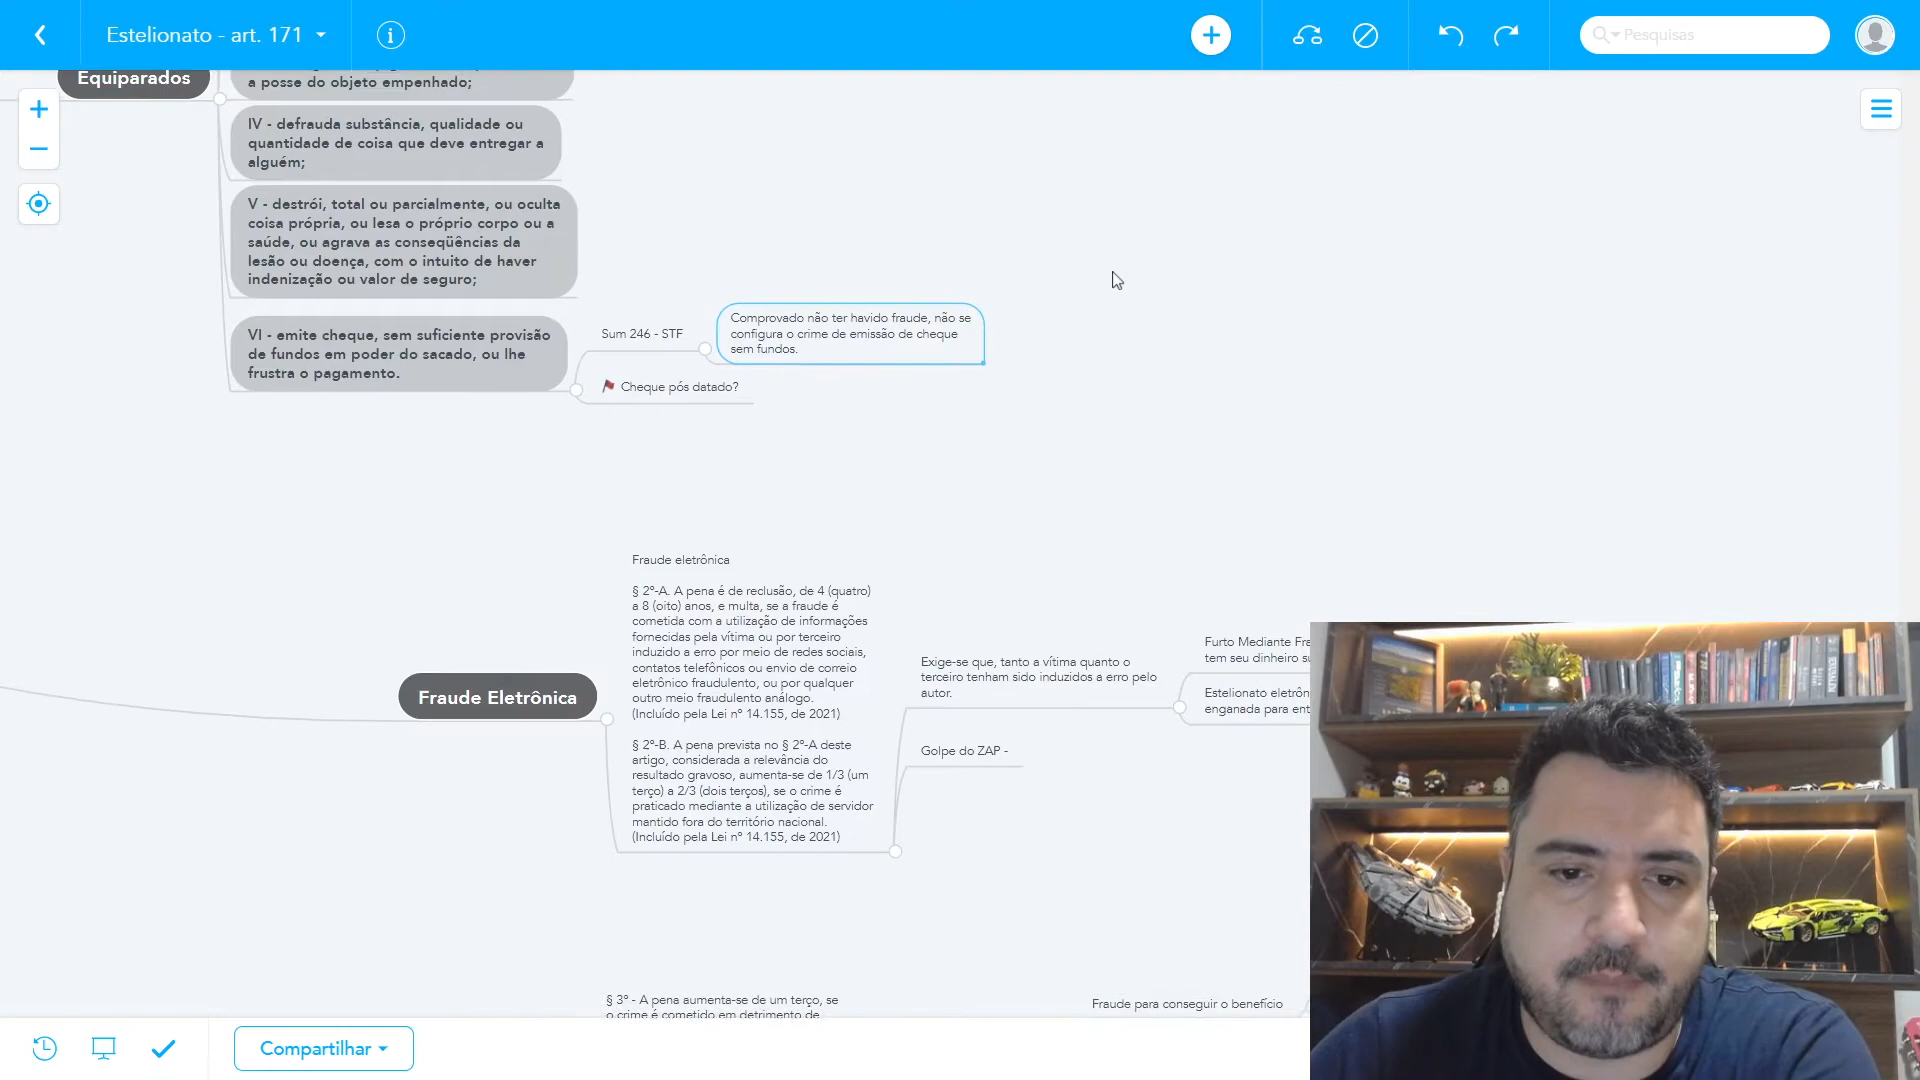 Estelionato - art. 171
Pesquisas
Equiparados
a posse do objeto empenhado;
IV - defrauda substância, qualidade ou
quantidade de coisa que deve entregar a
alguém;
V - destrói, total ou parcialmente, ou oculta
coisa própria, ou lesa o próprio corpo ou a
saúde, ou agrava as conseqüências da
lesão ou doença, com o intuito de haver
indenização ou valor de seguro;
VI - emite cheque, sem suficiente provisão
de fundos em poder do sacado, ou lhe
frustra o pagamento.
Sum 246 - STF
Comprovado não ter havido fraude, não se
configura o crime de emissão de cheque
sem fundos.
Cheque pós datado?
Fraude Eletrônica
Fraude eletrônica
§ 2º-A. A pena é de reclusão, de 4 (quatro)
a 8 (oito) anos, e multa, se a fraude é
cometida com a utilização de informações
fornecidas pela vítima ou por terceiro
induzido a erro por meio de redes sociais,
contatos telefônicos ou envio de correio
eletrônico fraudulento, ou por qualquer
outro meio fraudulento análogo.
(Incluído pela Lei nº 14.155, de 2021)
§ 2º-B. A pena prevista no § 2º-A deste
artigo, considerada a relevância do
resultado gravoso, aumenta-se de 1/3 (um
terço) a 2/3 (dois terços), se o crime é
praticado mediante a utilização de servidor
mantido fora do território nacional.
(Incluído pela Lei nº 14.155, de 2021)
Exige-se que, tanto a vítima quanto o
terceiro tenham sido induzidos a erro pelo
autor.
Furto Mediante Fra
tem seu dinheiro su
Estelionato eletrôn
enganada para ent
Golpe do ZAP -
§ 3º - A pena aumenta-se de um terço, se
o crime é cometido em detrimento de
Fraude para conseguir o benefício
Compartilhar